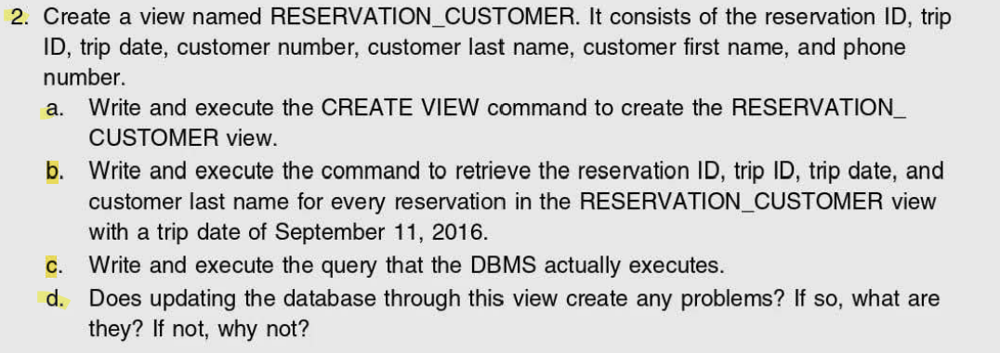 2. Create a view named RESERVATION_CUSTOMER. It consists of the reservation ID, trip
ID, trip date, customer number, customer last name, customer first name, and phone
number.
a. Write and execute the CREATE VIEW command to create the RESERVATION_
CUSTOMER view.
b. Write and execute the command to retrieve the reservation ID, trip ID, trip date, and
customer last name for every reservation in the RESERVATION_CUSTOMER view
with a trip date of September 11, 2016.
c. Write and execute the query that the DBMS actually executes.
d. Does updating the database through this view create any problems? If so, what are
they? If not, why not?